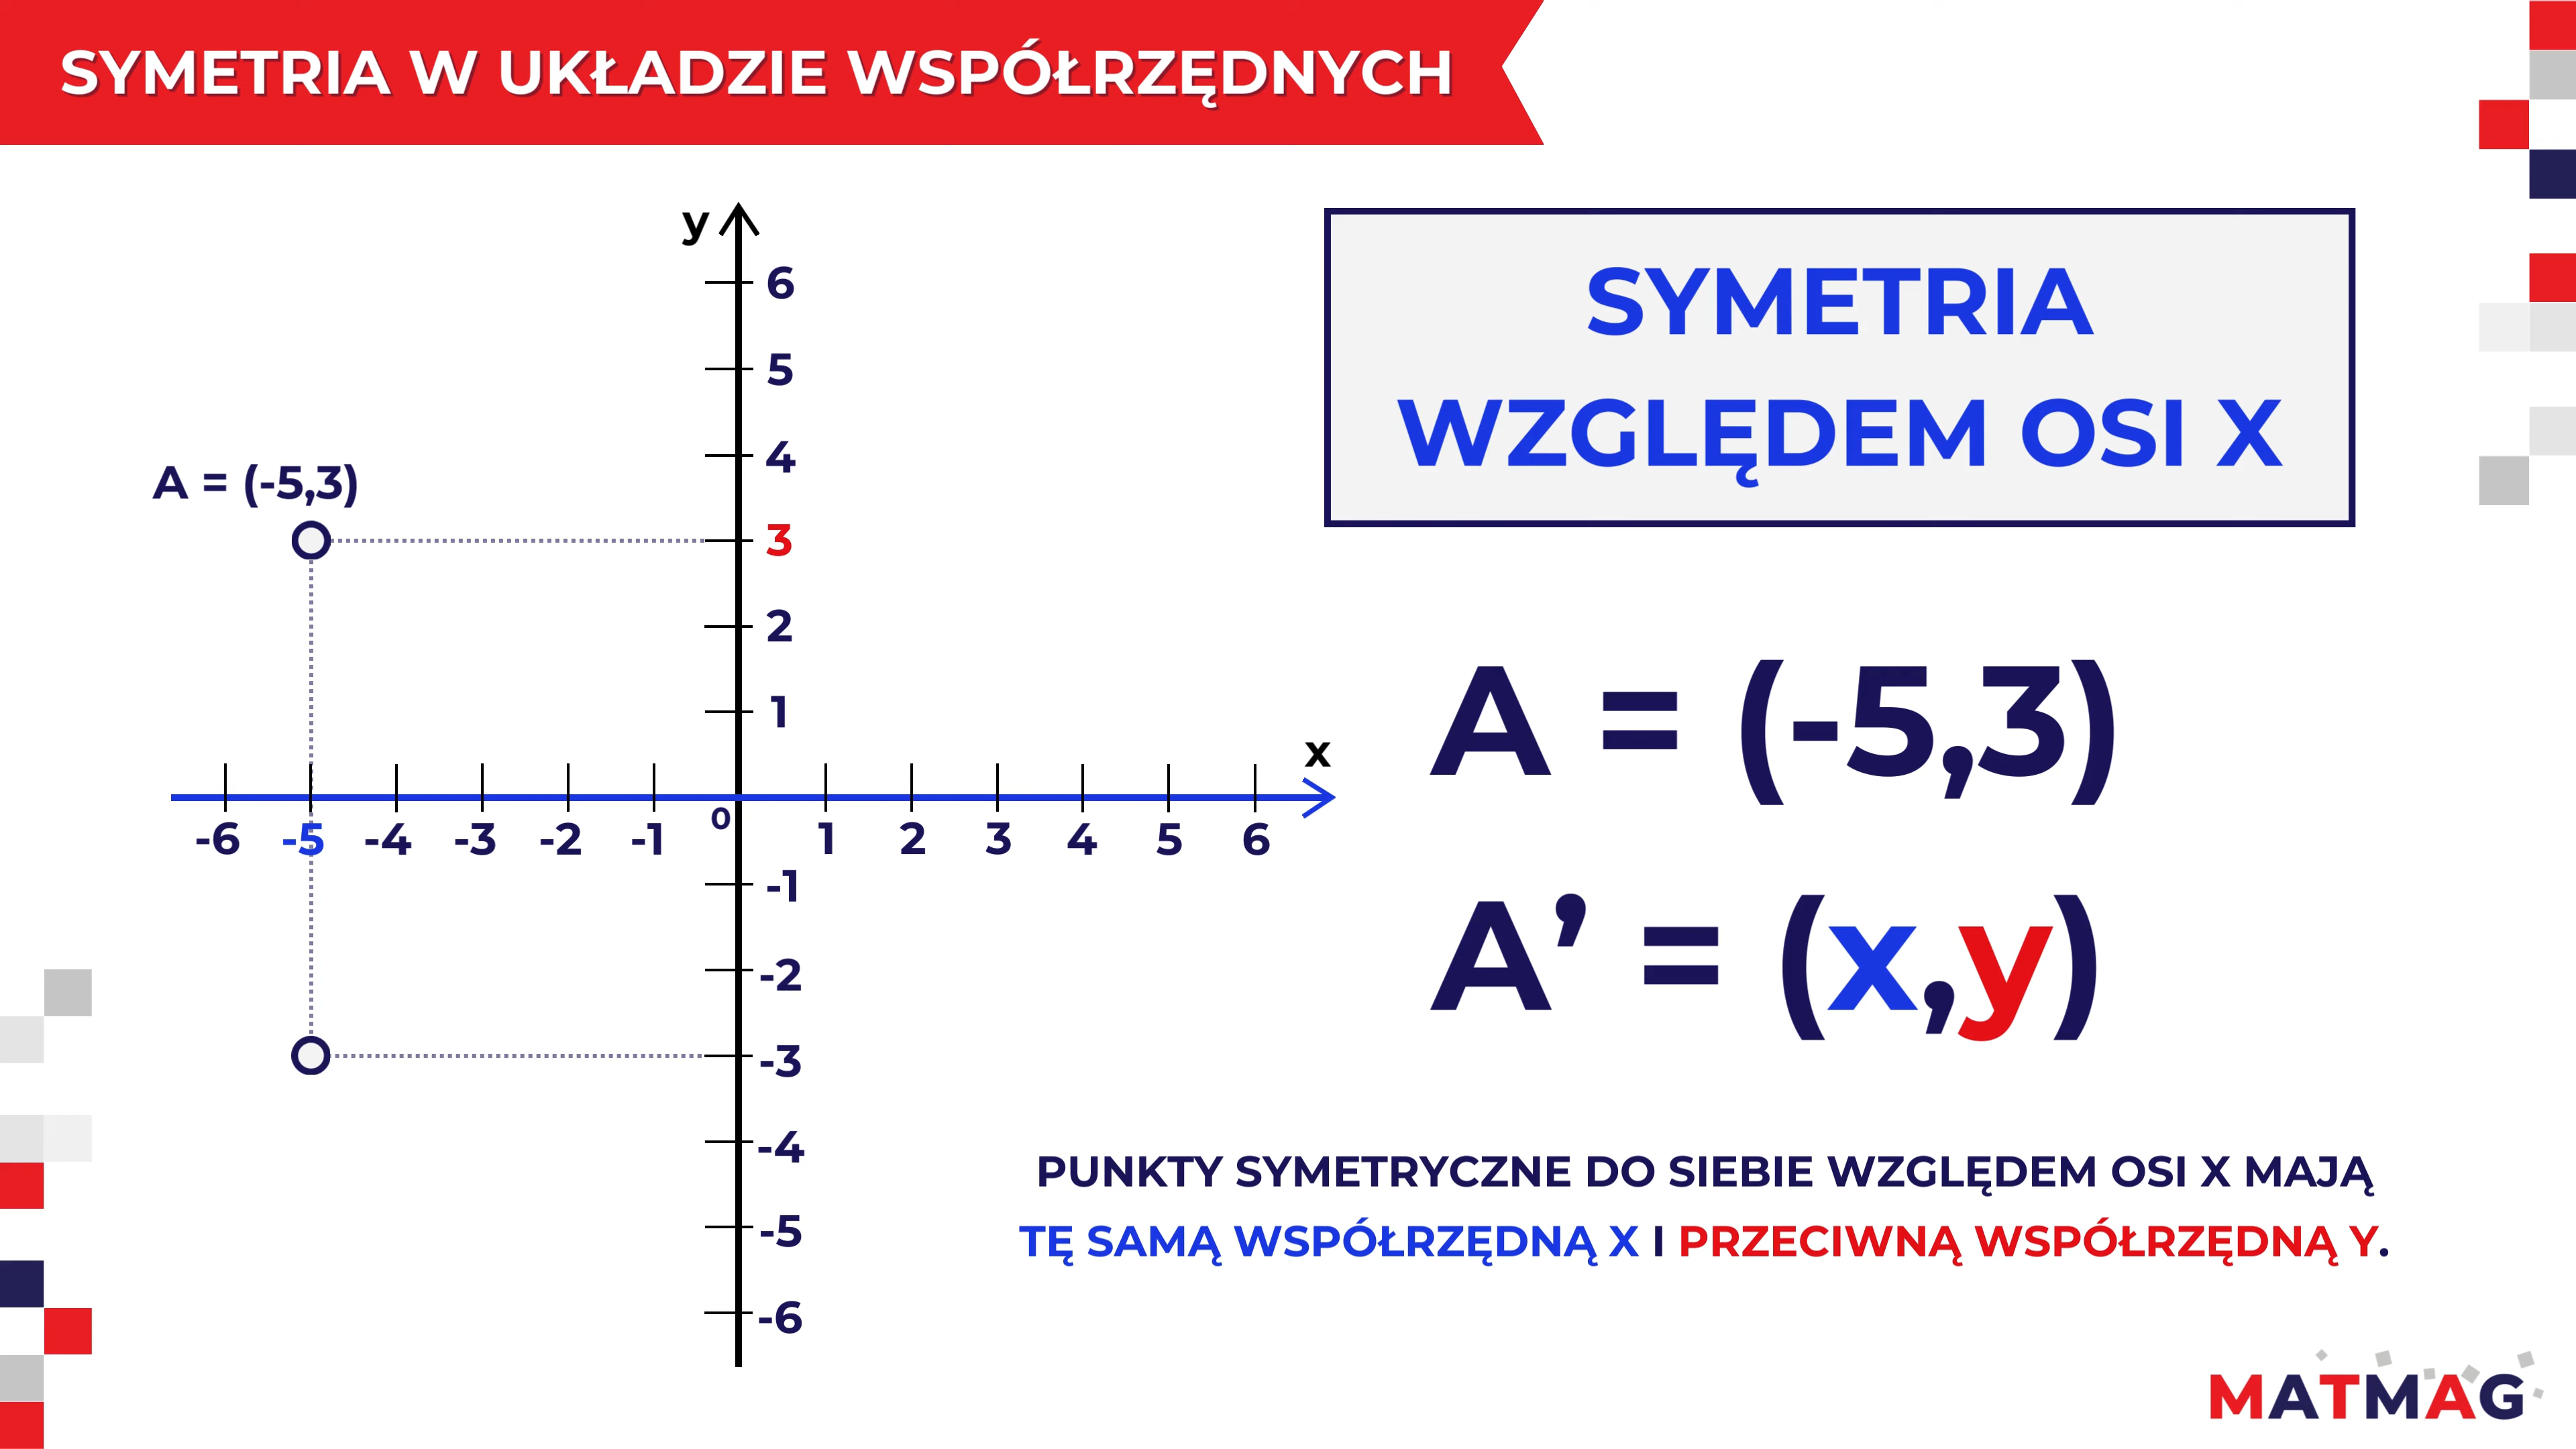 SYMETRIA W UKŁADZIE WSPÓŁRZĘDNYCH
y
6
5
4
A = (-5,3)
3
2
1
x
-6 -5 -4 -3 -2 -1 0 1 2 3 4 5 6
-1
-2
-3
-4
-5
-6
SYMETRIA
WZGLĘDEM OSI X
A = (-5,3)
A’ = (x,y)
PUNKTY SYMETRYCZNE DO SIEBIE WZGLĘDEM OSI X MAJĄ
TĘ SAMĄ WSPÓŁRZĘDNĄ X I PRZECIWNĄ WSPÓŁRZĘDNĄ Y.
MATMAG